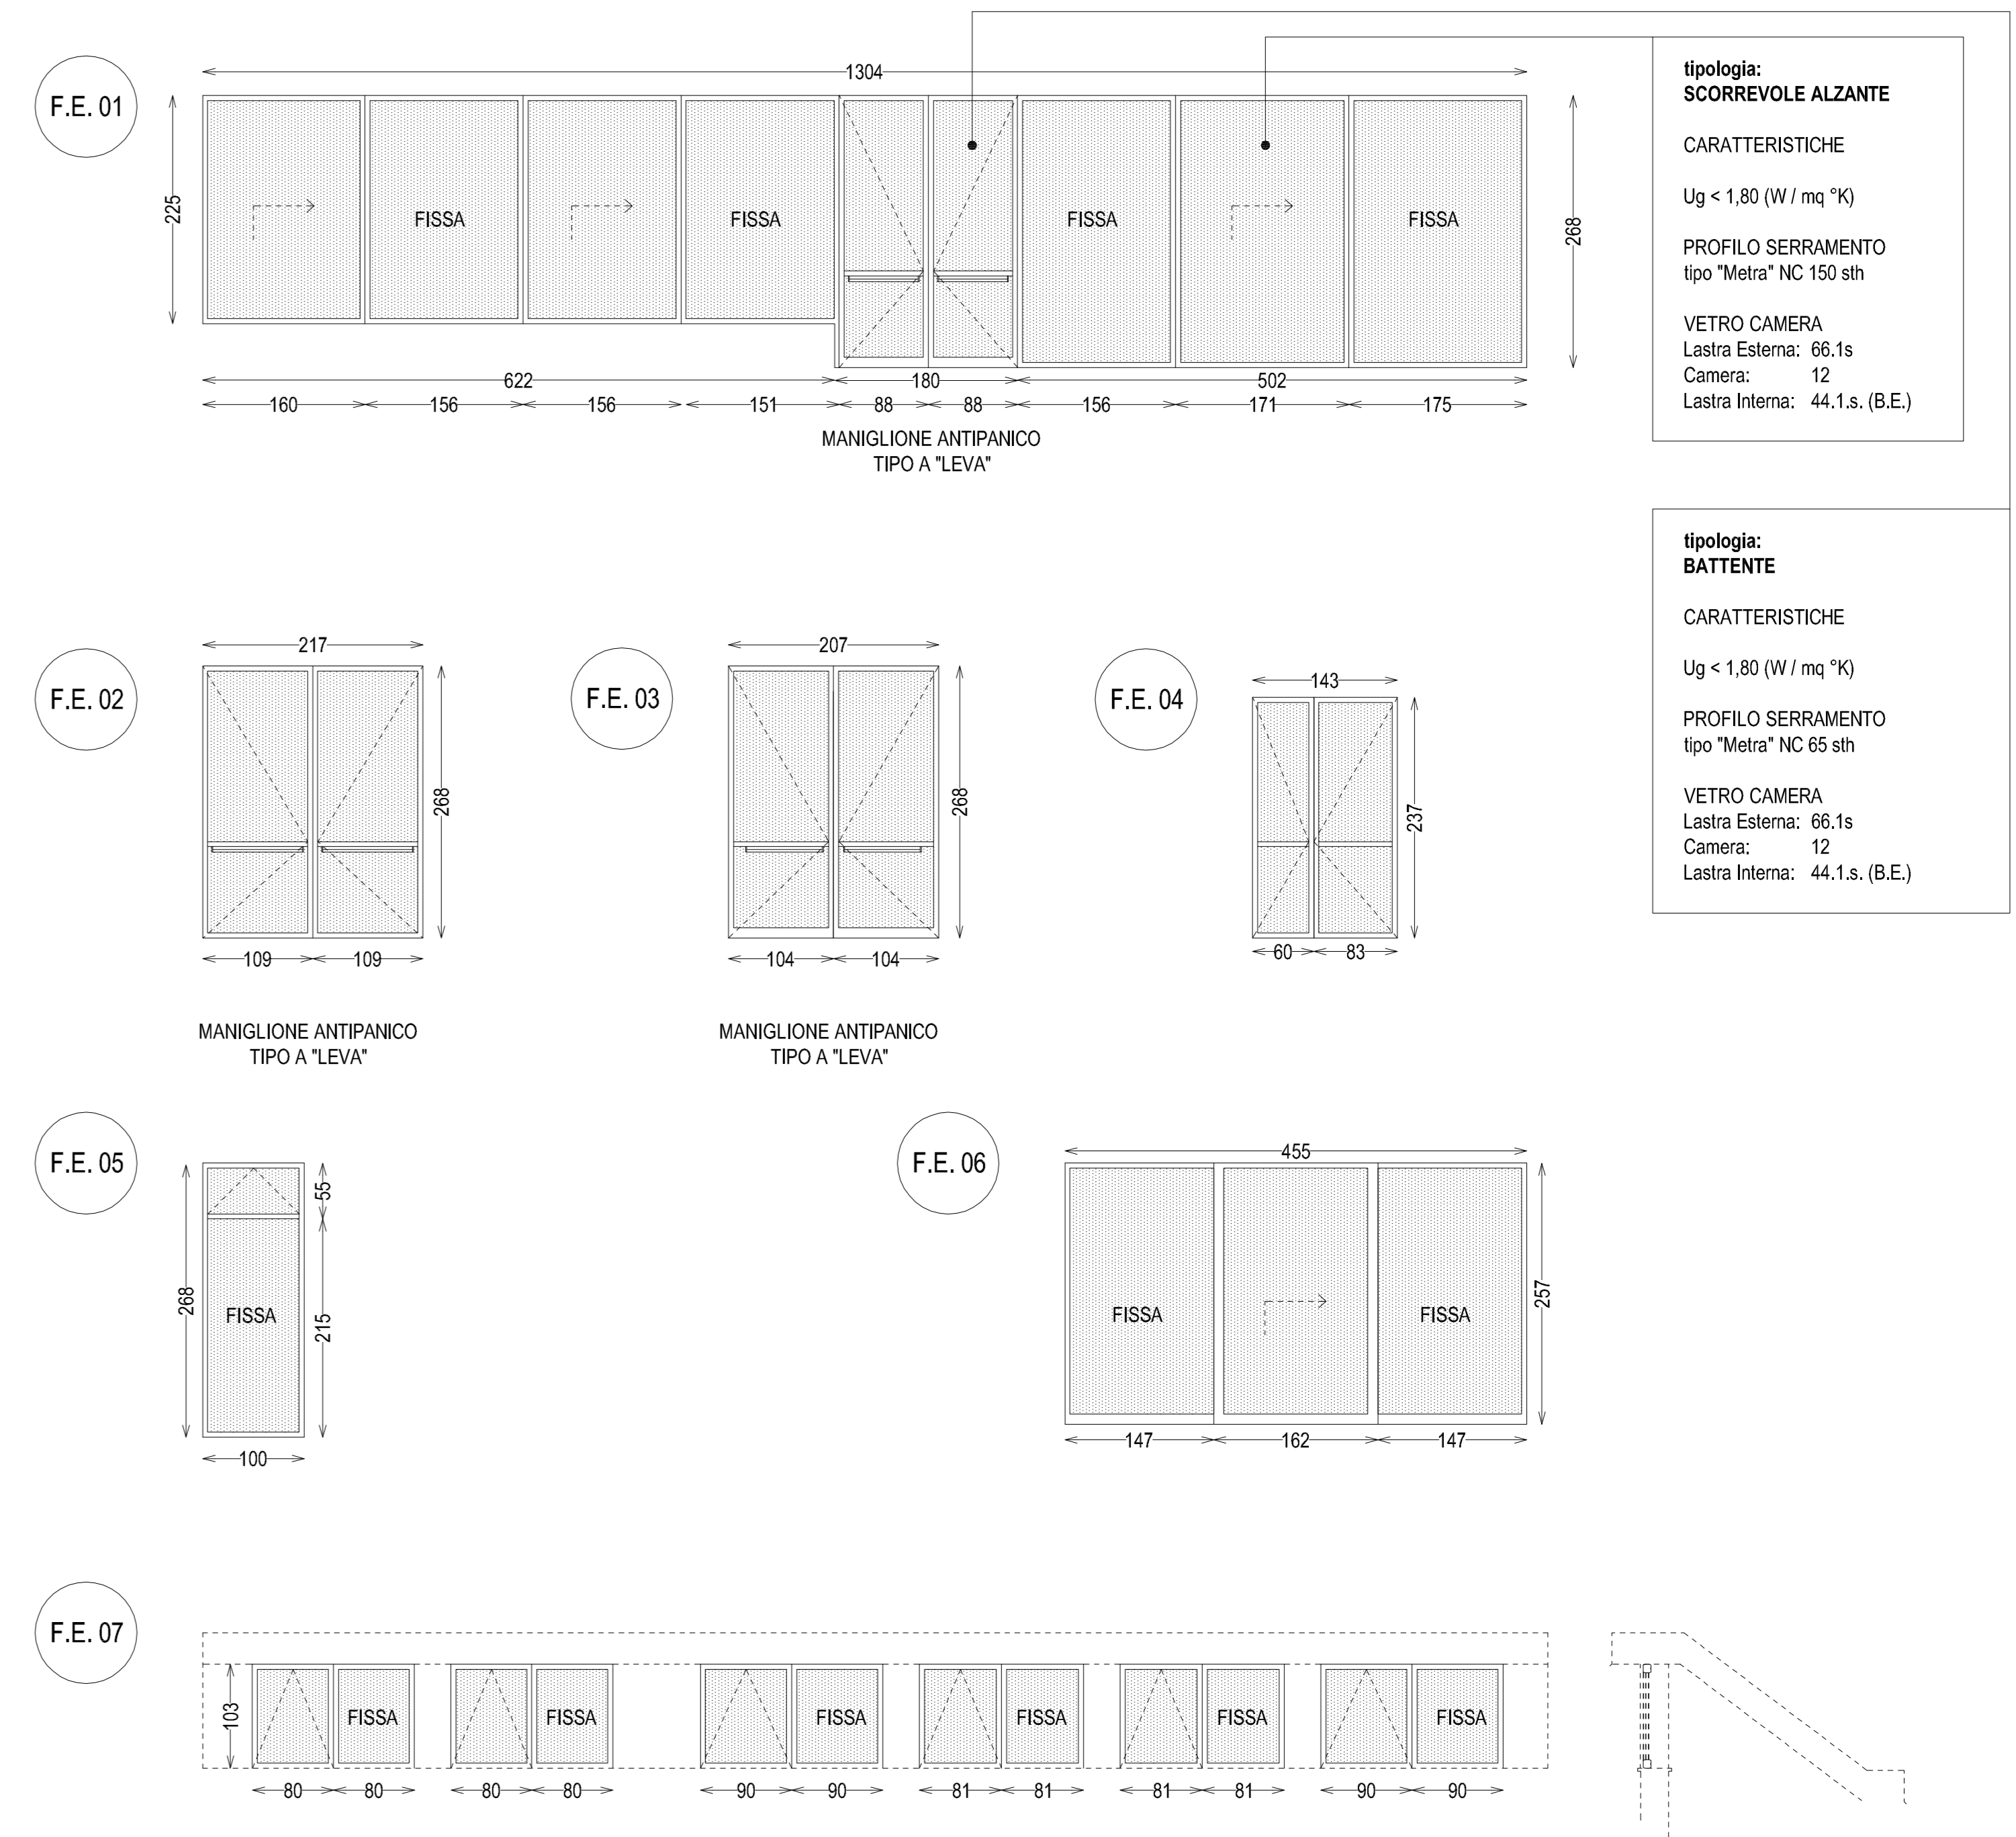 F.E. 01
1304
225
FISSA
FISSA
FISSA
FISSA
268
622
180
502
160
156
156
151
88
88
156
171
175
MANIGLIONE ANTIPANICO
TIPO A "LEVA"
tipologia:
SCORREVOLE ALZANTE
CARATTERISTICHE
Ug < 1,80 (W / mq °K)
PROFILO SERRAMENTO
tipo "Metra" NC 150 sth
VETRO CAMERA
Lastra Esterna: 66.1s
Camera: 12
Lastra Interna: 44.1.s. (B.E.)
tipologia:
BATTENTE
CARATTERISTICHE
Ug < 1,80 (W / mq °K)
PROFILO SERRAMENTO
tipo "Metra" NC 65 sth
VETRO CAMERA
Lastra Esterna: 66.1s
Camera: 12
Lastra Interna: 44.1.s. (B.E.)
F.E. 02
217
268
109
109
MANIGLIONE ANTIPANICO
TIPO A "LEVA"
F.E. 03
207
268
104
104
MANIGLIONE ANTIPANICO
TIPO A "LEVA"
F.E. 04
143
237
60
83
F.E. 05
268
55
FISSA
215
100
F.E. 06
455
FISSA
FISSA
257
147
162
147
F.E. 07
103
FISSA
FISSA
FISSA
FISSA
FISSA
FISSA
80
80
80
80
90
90
81
81
81
81
90
90